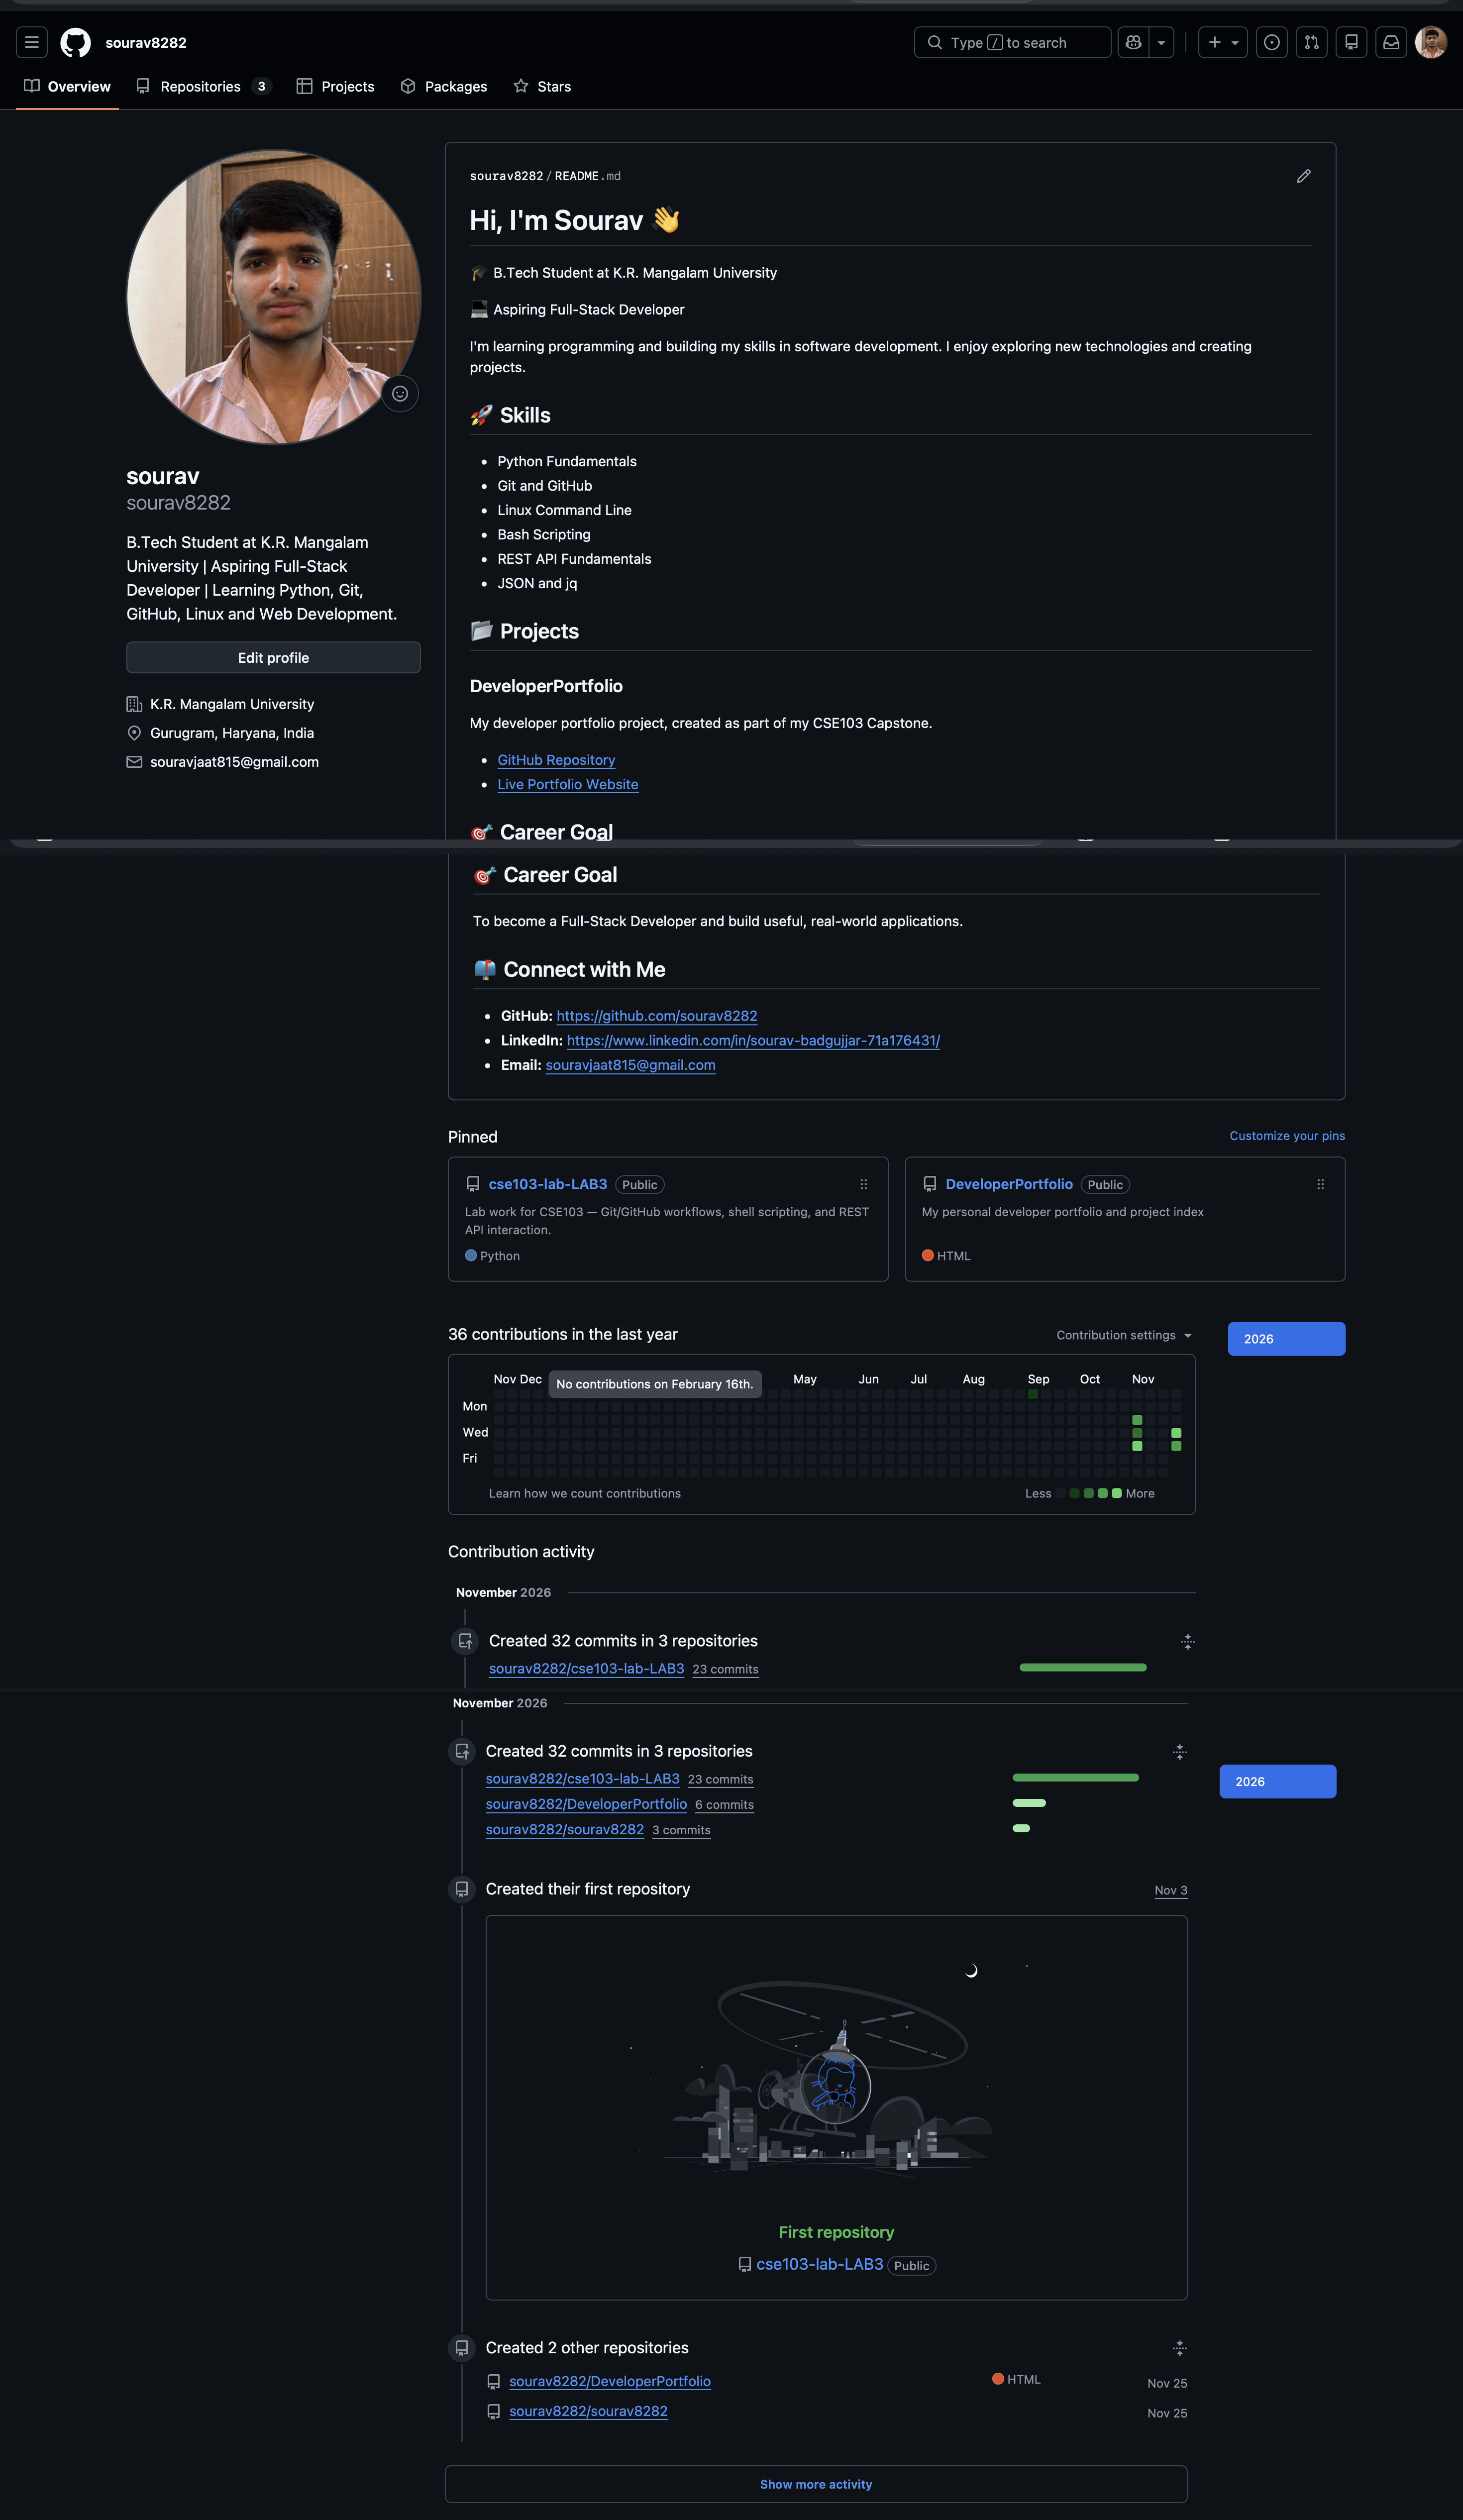 sourav8282
Type / to search
Overview
Repositories 3
Projects
Packages
Stars
sourav8282/README.md
Hi, I'm Sourav 👋
🎓 B.Tech Student at K.R. Mangalam University
💻 Aspiring Full-Stack Developer
I'm learning programming and building my skills in software development. I enjoy exploring new technologies and creating
projects.
🚀 Skills
Python Fundamentals
Git and GitHub
Linux Command Line
Bash Scripting
REST API Fundamentals
JSON and jq
📂 Projects
DeveloperPortfolio
My developer portfolio project, created as part of my CSE103 Capstone.
GitHub Repository
Live Portfolio Website
🎯 Career Goal
sourav
sourav8282
B.Tech Student at K.R. Mangalam
University | Aspiring Full-Stack
Developer | Learning Python, Git,
GitHub, Linux and Web Development.
Edit profile
K.R. Mangalam University
Gurugram, Haryana, India
souravjaat815@gmail.com
🎯 Career Goal
To become a Full-Stack Developer and build useful, real-world applications.
📫 Connect with Me
GitHub: https://github.com/sourav8282
LinkedIn: https://www.linkedin.com/in/sourav-badgujjar-71a176431/
Email: souravjaat815@gmail.com
Pinned
Customize your pins
cse103-lab-LAB3 Public
Lab work for CSE103 — Git/GitHub workflows, shell scripting, and REST
API interaction.
Python
DeveloperPortfolio Public
My personal developer portfolio and project index
HTML
36 contributions in the last year
Contribution settings
2026
Nov Dec May Jun Jul Aug Sep Oct Nov
No contributions on February 16th.
Mon
Wed
Fri
Learn how we count contributions
Less More
Contribution activity
November 2026
Created 32 commits in 3 repositories
sourav8282/cse103-lab-LAB3 23 commits
November 2026
Created 32 commits in 3 repositories
2026
sourav8282/cse103-lab-LAB3 23 commits
sourav8282/DeveloperPortfolio 6 commits
sourav8282/sourav8282 3 commits
Created their first repository
Nov 3
First repository
cse103-lab-LAB3 Public
Created 2 other repositories
sourav8282/DeveloperPortfolio
HTML
Nov 25
sourav8282/sourav8282
Nov 25
Show more activity